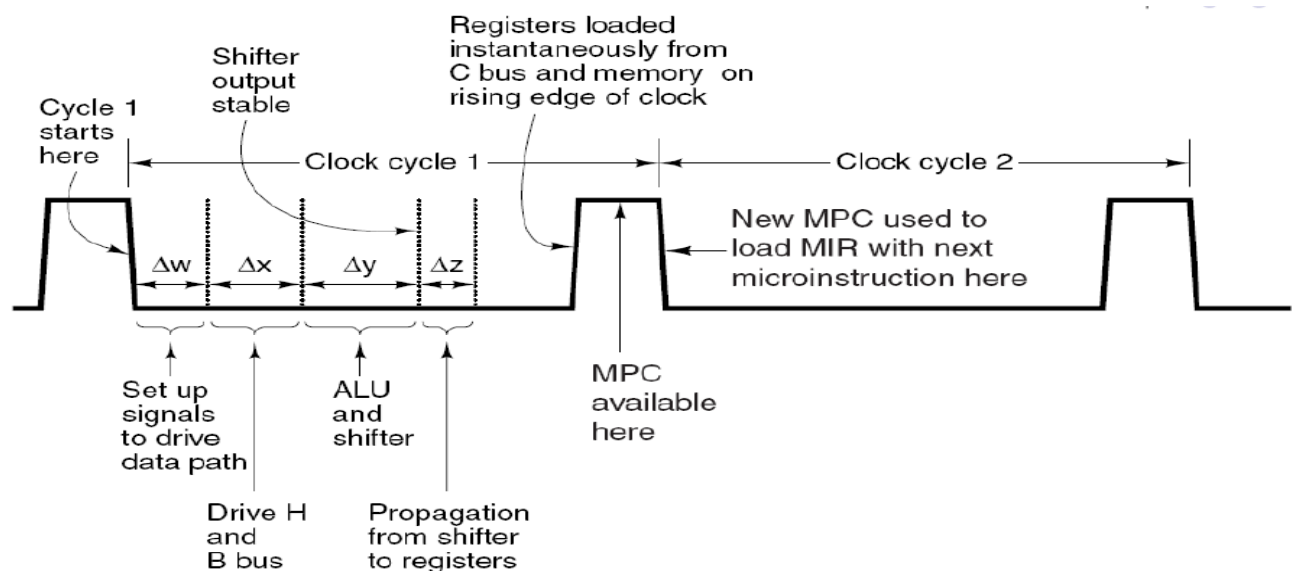 Registers loaded
instantaneously from
C bus and memory on
rising edge of clock
Shifter
output
stable
Cycle 1
starts
here
Clock cycle 1
Clock cycle 2
New MPC used to
load MIR with next
microinstruction here
Δw
Δx
Δy
Δz
Set up
signals
to drive
data path
ALU
and
shifter
MPC
available
here
Drive H
and
B bus
Propagation
from shifter
to registers